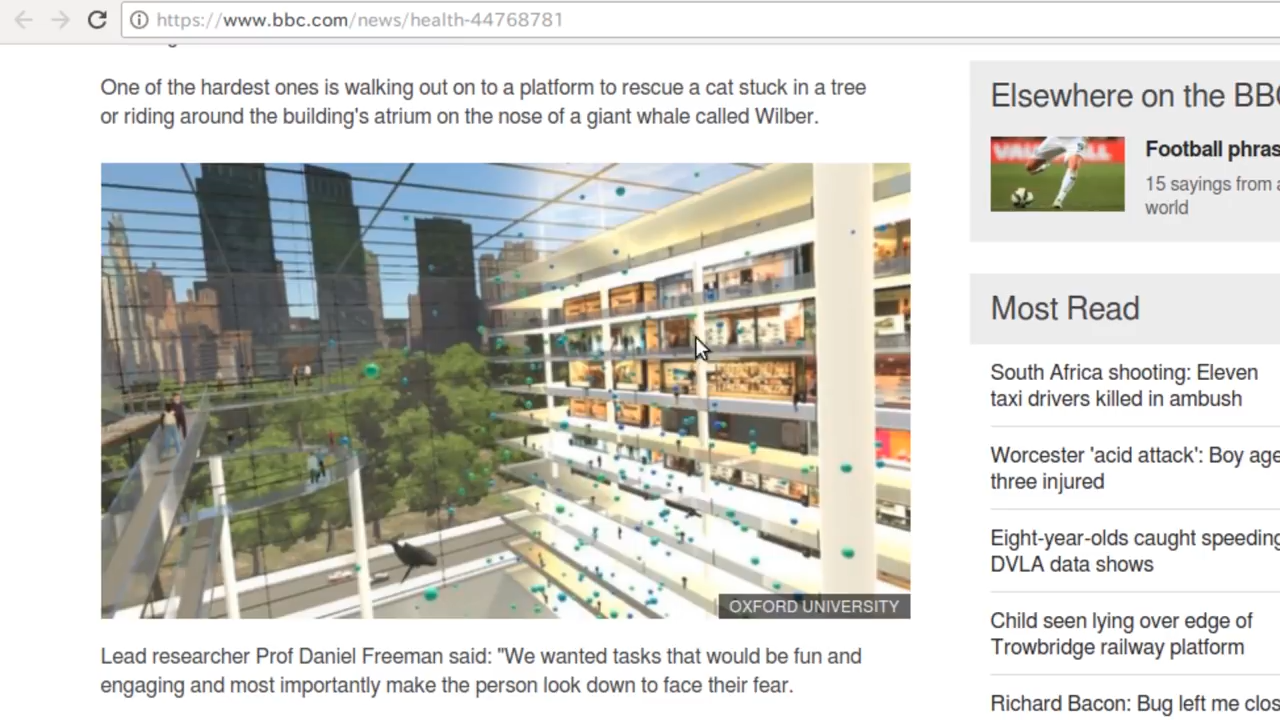 https://www.bbc.com/news/health-44768781
One of the hardest ones is walking out on to a platform to rescue a cat stuck in a tree
or riding around the building's atrium on the nose of a giant whale called Wilber.
OXFORD UNIVERSITY
Lead researcher Prof Daniel Freeman said: "We wanted tasks that would be fun and
engaging and most importantly make the person look down to face their fear.
Elsewhere on the BBC
Football phras
15 sayings from a
world
Most Read
South Africa shooting: Eleven
taxi drivers killed in ambush
Worcester 'acid attack': Boy age
three injured
Eight-year-olds caught speeding
DVLA data shows
Child seen lying over edge of
Trowbridge railway platform
Richard Bacon: Bug left me clos